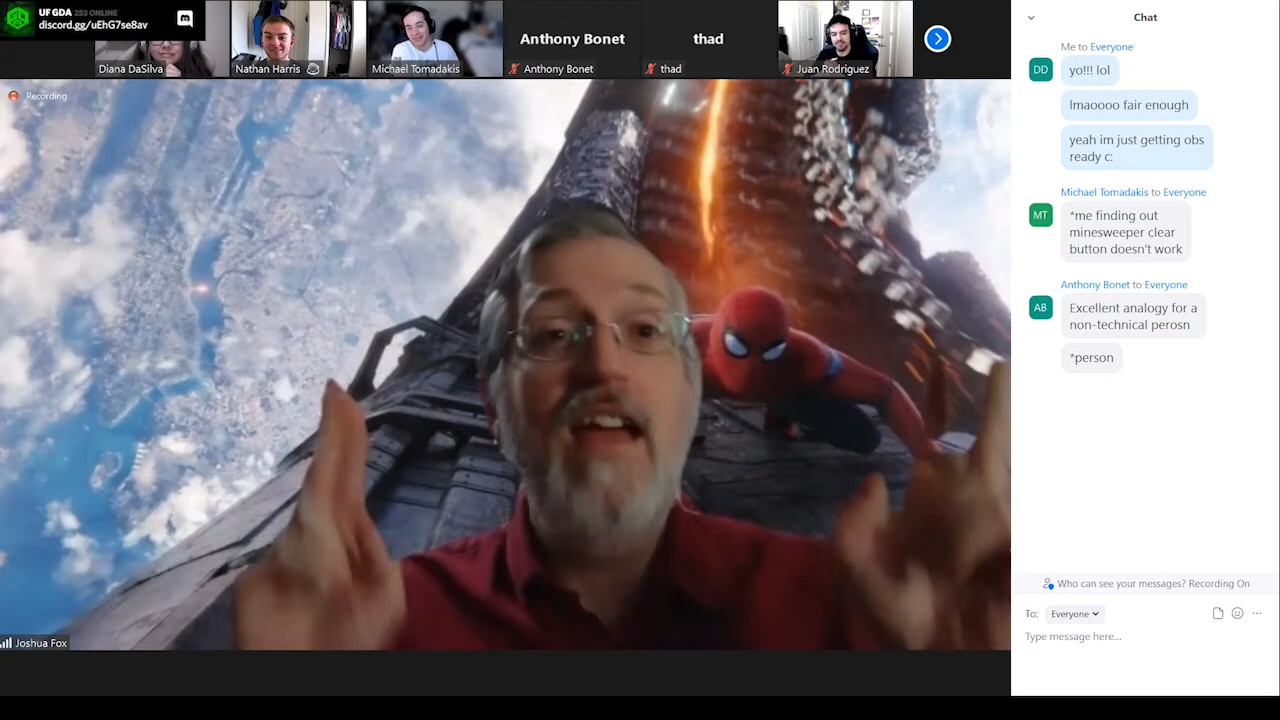 UF GDA 253 ONLINE
discord.gg/uEhG7se8av
Diana DaSilva
Nathan Harris
Michael Tomadakis
Anthony Bonet
Anthony Bonet
thad
thad
Juan Rodriguez
Recording
Joshua Fox
Chat
Me to Everyone
DD
yo!!! lol
lmaoooo fair enough
yeah im just getting obs
ready c:
Michael Tomadakis to Everyone
MT
*me finding out
minesweeper clear
button doesn't work
Anthony Bonet to Everyone
AB
Excellent analogy for a
non-technical perosn
*person
Who can see your messages? Recording On
To: Everyone
Type message here...